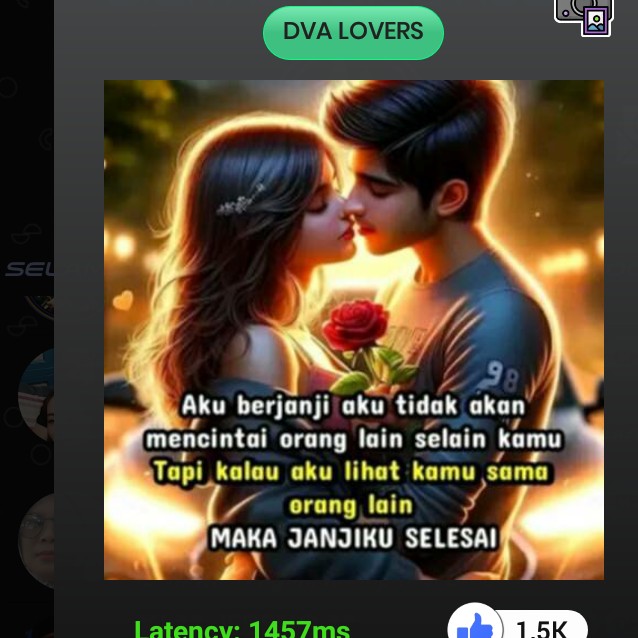 DVA LOVERS
SEL
98
Aku berjanji aku tidak akan
mencintai orang lain selain kamu
Tapi kalau aku lihat kamu sama
orang lain
MAKA JANJIKU SELESAI
Latency: 1457ms
1.5K